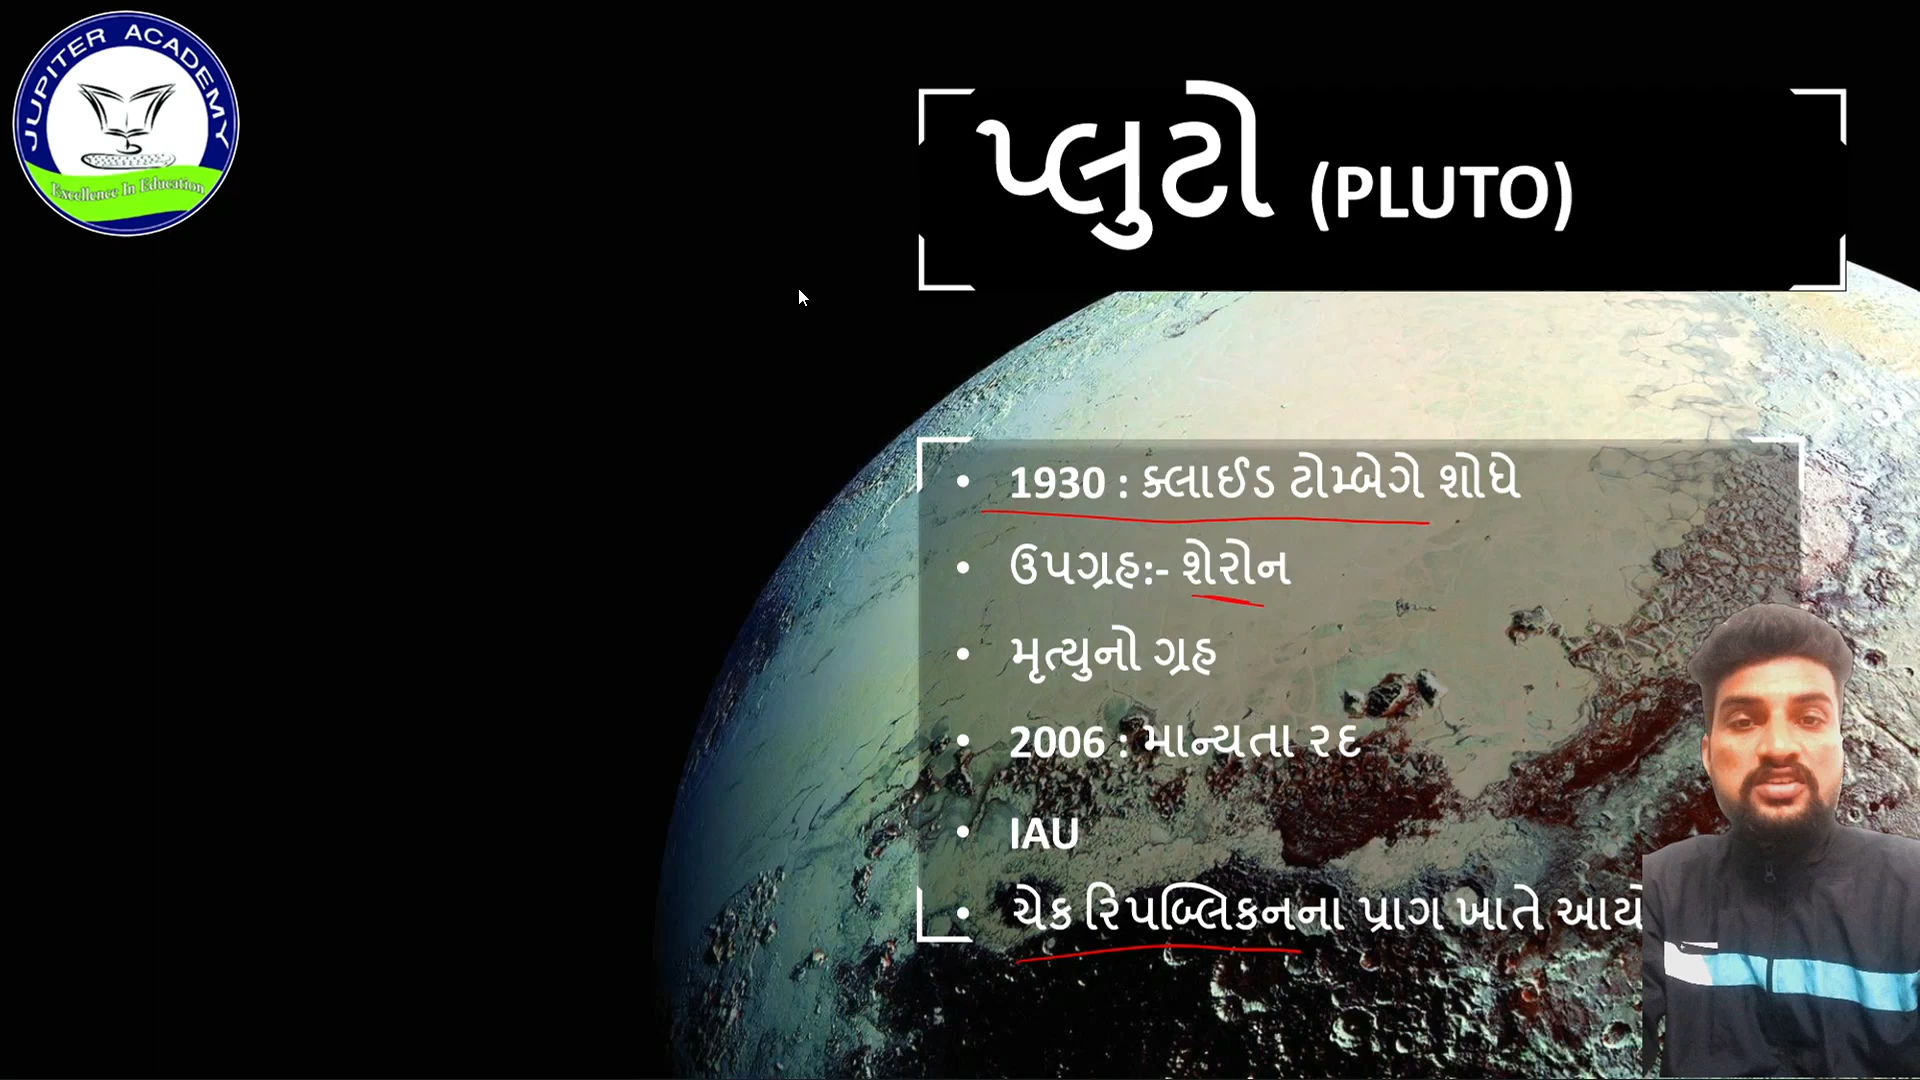 JUPITER ACADEMY
Excellence In Education
પ્લુટો (PLUTO)
• 1930 : ક્લાઈડ ટોમ્બેગે શોધે
• ઉપગ્રહ:- શેરોન
• મૃત્યુનો ગ્રહ
• 2006 : માન્યતા રદ
• IAU
• ચેક રિપબ્લિકનના પ્રાગ ખાતે આયે